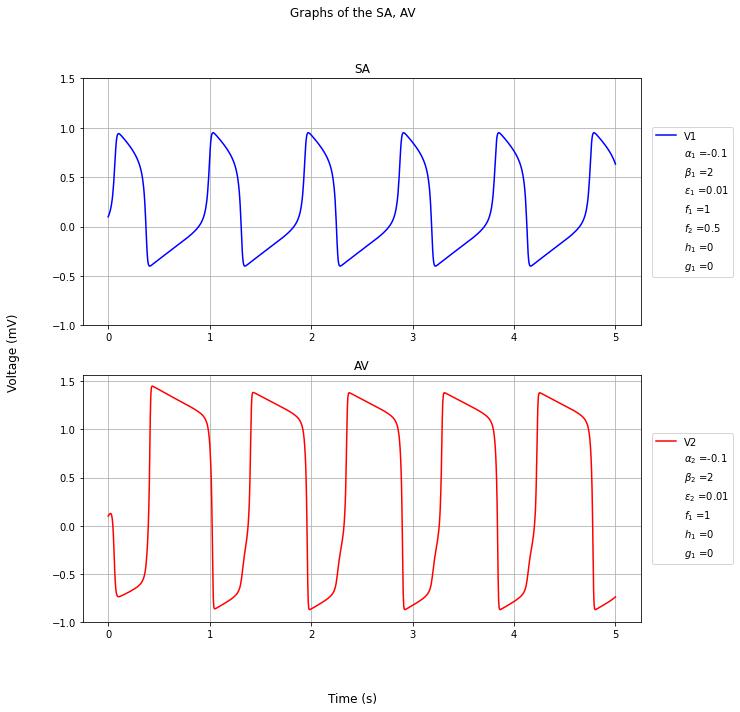 Graphs of the SA, AV
SA
1.5
1.0
0.5
0.0
−0.5
−1.0
0 1 2 3 4 5
V1
α₁ =-0.1
β₁ =2
ε₁ =0.01
f₁ =1
f₂ =0.5
h₁ =0
g₁ =0
Voltage (mV)
AV
1.5
1.0
0.5
0.0
−0.5
−1.0
0 1 2 3 4 5
V2
α₂ =-0.1
β₂ =2
ε₂ =0.01
f₁ =1
h₁ =0
g₁ =0
Time (s)